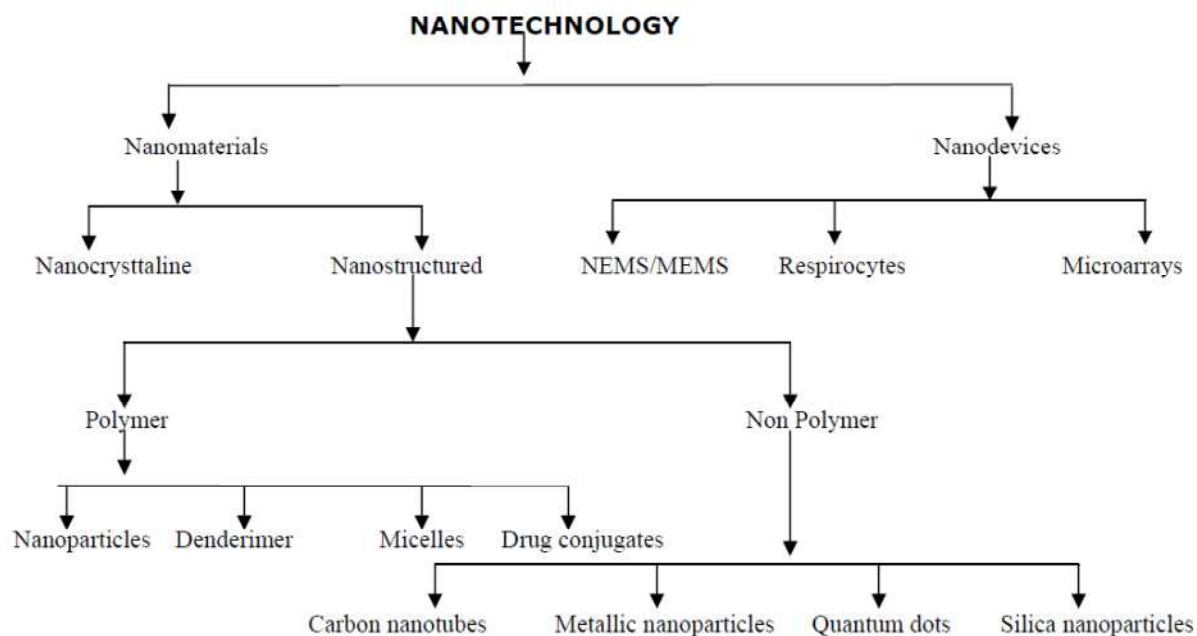 NANOTECHNOLOGY
Nanomaterials
Nanodevices
Nanocrysttaline
Nanostructured
NEMS/MEMS
Respirocytes
Microarrays
Polymer
Non Polymer
Nanoparticles
Denderimer
Micelles
Drug conjugates
Carbon nanotubes
Metallic nanoparticles
Quantum dots
Silica nanoparticles